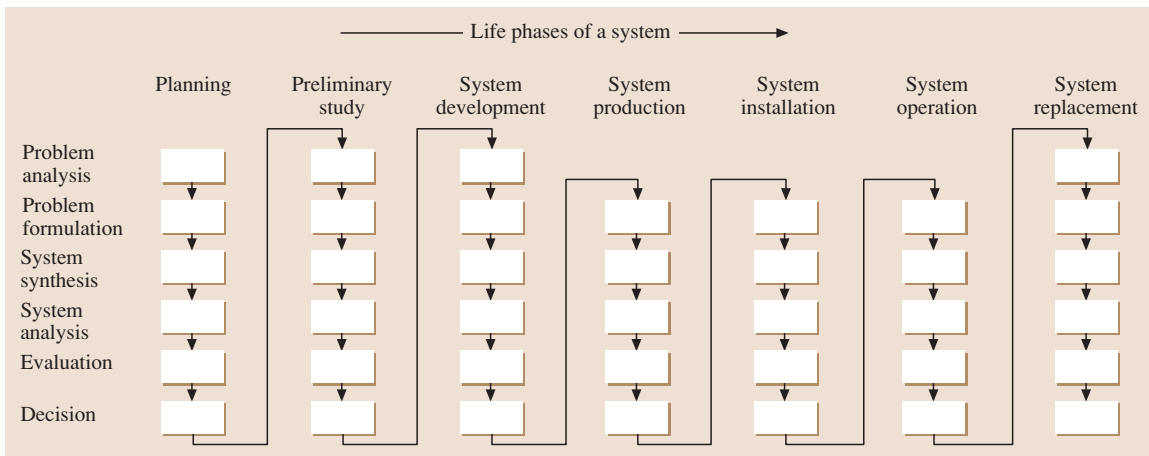 Life phases of a system
Planning
Preliminary
study
System
development
System
production
System
installation
System
operation
System
replacement
Problem
analysis
Problem
formulation
System
synthesis
System
analysis
Evaluation
Decision